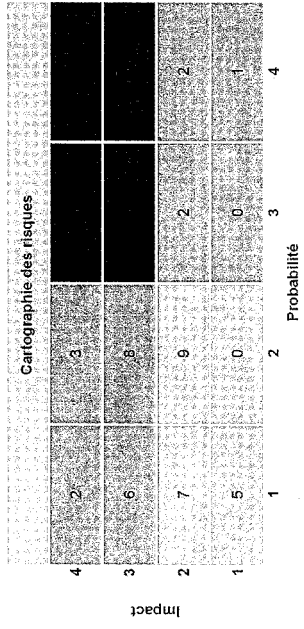 Cartographie des risques
4 2 3
3 6 8
2 7 9 2 2
1 5 0 0 1
1 2 3 4
Probabilité
Impact